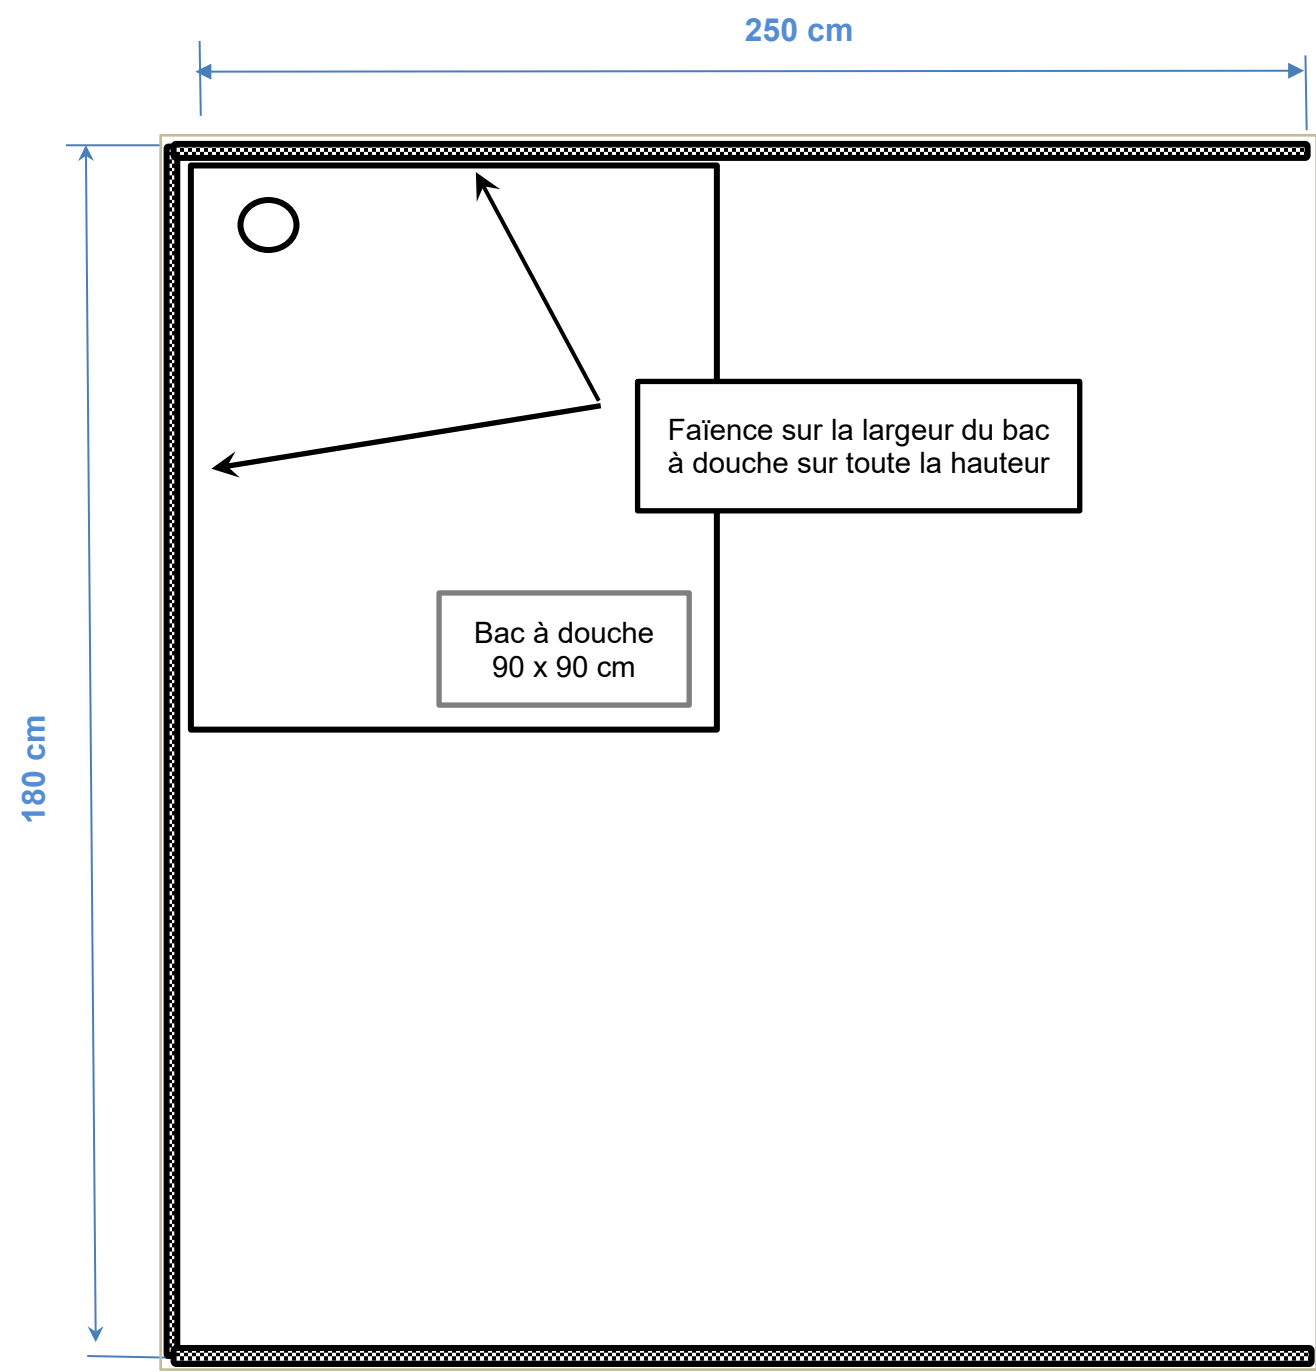 250 cm
Faïence sur la largeur du bac
à douche sur toute la hauteur
Bac à douche
90 x 90 cm
180 cm